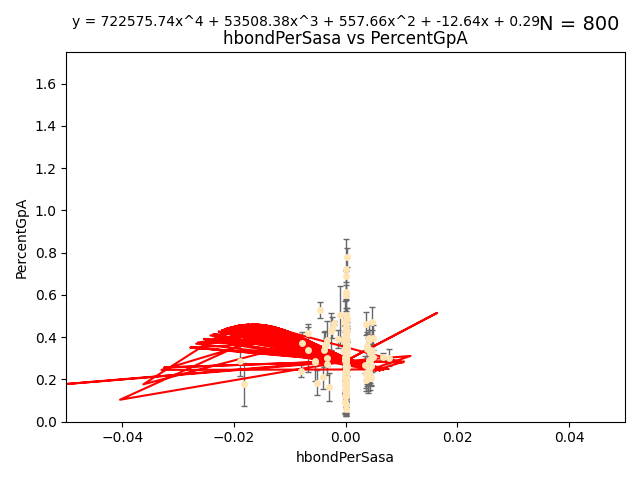 y = 722575.74x^4 + 53508.38x^3 + 557.66x^2 + -12.64x + 0.29
N = 800
hbondPerSasa vs PercentGpA
PercentGpA
1.6
1.4
1.2
1.0
0.8
0.6
0.4
0.2
0.0
−0.04 −0.02 0.00 0.02 0.04
hbondPerSasa